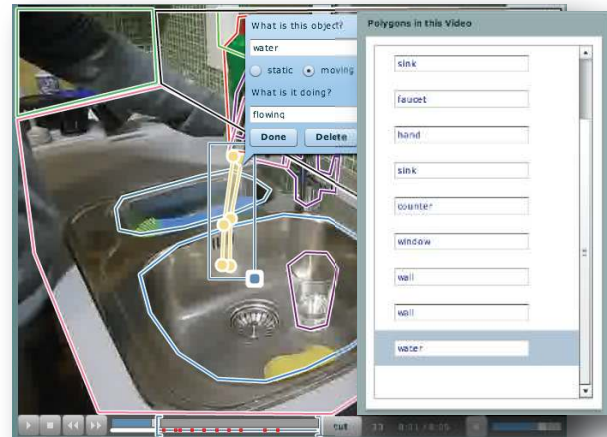 What is this object?
water
static moving
What is it doing?
flowing
Done Delete
Polygons in this Video
sink
faucet
hand
sink
counter
window
wall
wall
water
cut